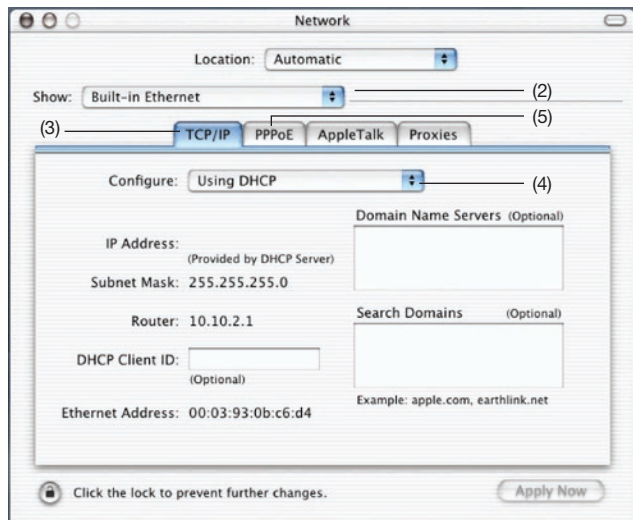 Network
Location: Automatic
Show: Built-in Ethernet (2)
(5)
(3) TCP/IP PPPoE AppleTalk Proxies
Configure: Using DHCP (4)
Domain Name Servers (Optional)
IP Address:
(Provided by DHCP Server)
Subnet Mask: 255.255.255.0
Router: 10.10.2.1
Search Domains (Optional)
DHCP Client ID:
(Optional)
Example: apple.com, earthlink.net
Ethernet Address: 00:03:93:0b:c6:d4
Click the lock to prevent further changes.
Apply Now